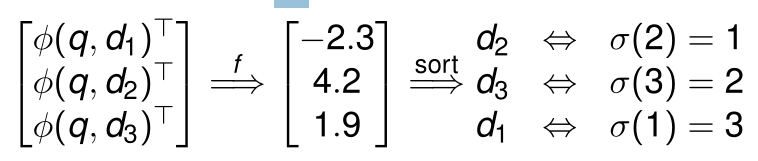 ϕ(q, d₁)ᵀ −2.3 d₂ ⇔ σ(2) = 1
ϕ(q, d₂)ᵀ f ⟹ 4.2 sort ⟹ d₃ ⇔ σ(3) = 2
ϕ(q, d₃)ᵀ 1.9 d₁ ⇔ σ(1) = 3